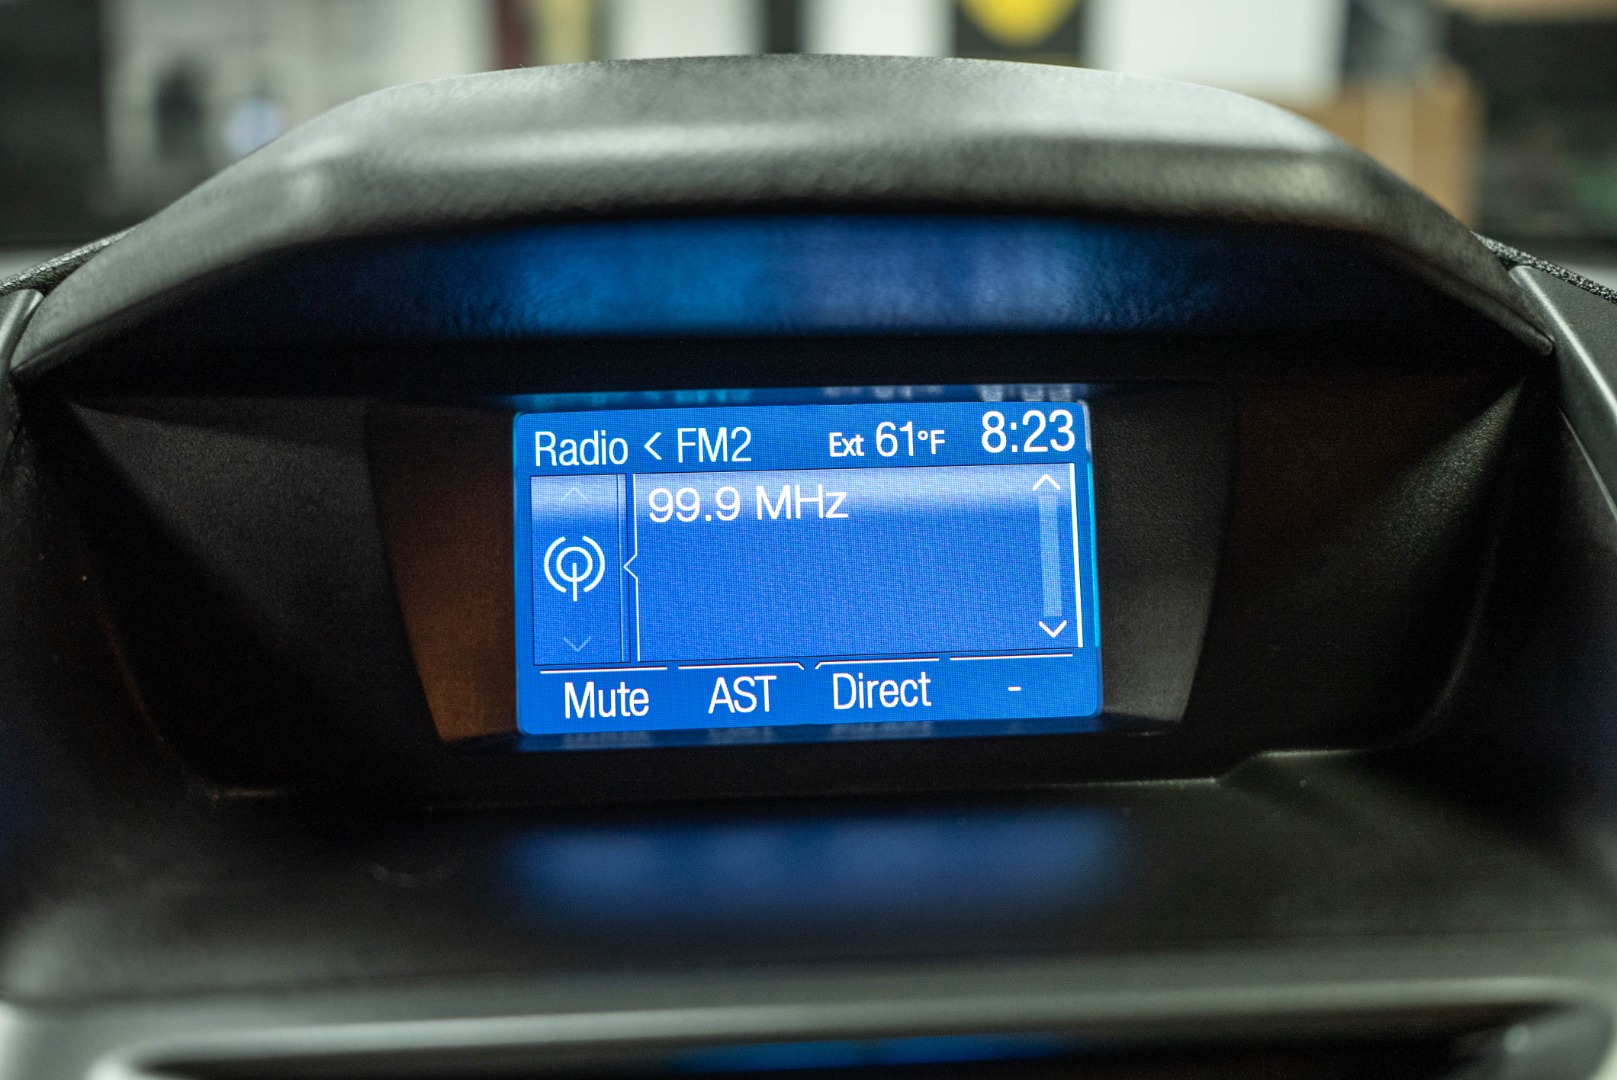 Radio < FM2 Ext 61°F 8:23
99.9 MHz
Mute AST Direct -